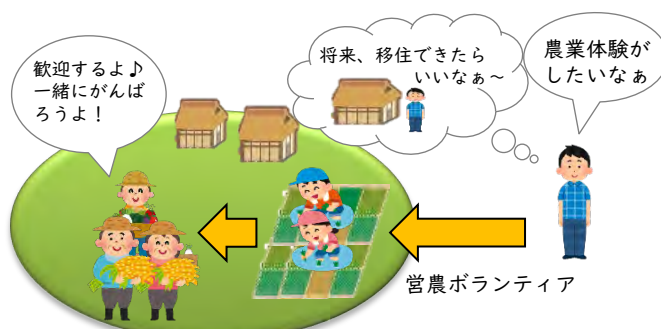 歓迎するよ♪
一緒にがんば
ろうよ！
将来、移住できたら
いいなぁ～
農業体験が
したいなぁ
営農ボランティア